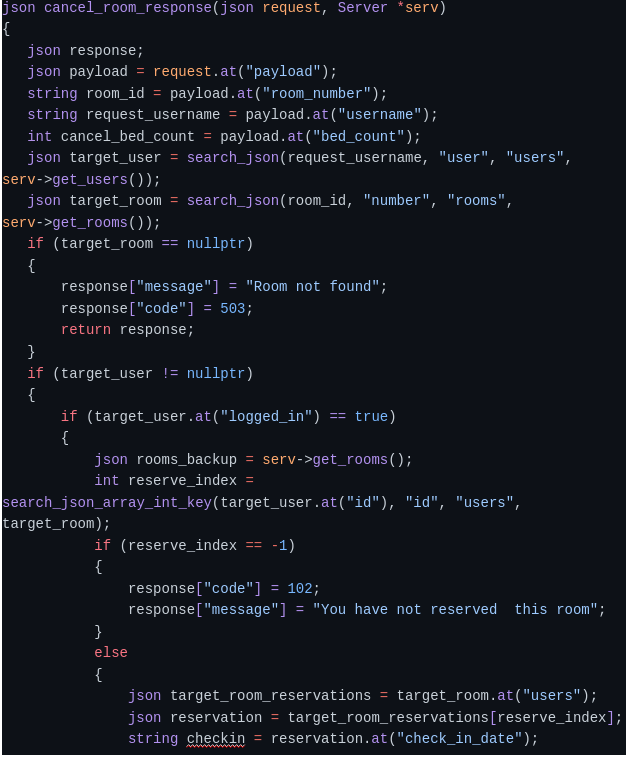 json cancel_room_response(json request, Server *serv)
{
   json response;
   json payload = request.at("payload");
   string room_id = payload.at("room_number");
   string request_username = payload.at("username");
   int cancel_bed_count = payload.at("bed_count");
   json target_user = search_json(request_username, "user", "users",
serv->get_users());
   json target_room = search_json(room_id, "number", "rooms",
serv->get_rooms());
   if (target_room == nullptr)
   {
       response["message"] = "Room not found";
       response["code"] = 503;
       return response;
   }
   if (target_user != nullptr)
   {
       if (target_user.at("logged_in") == true)
       {
           json rooms_backup = serv->get_rooms();
           int reserve_index =
search_json_array_int_key(target_user.at("id"), "id", "users",
target_room);
           if (reserve_index == -1)
           {
               response["code"] = 102;
               response["message"] = "You have not reserved  this room";
           }
           else
           {
               json target_room_reservations = target_room.at("users");
               json reservation = target_room_reservations[reserve_index];
               string checkin = reservation.at("check_in_date");